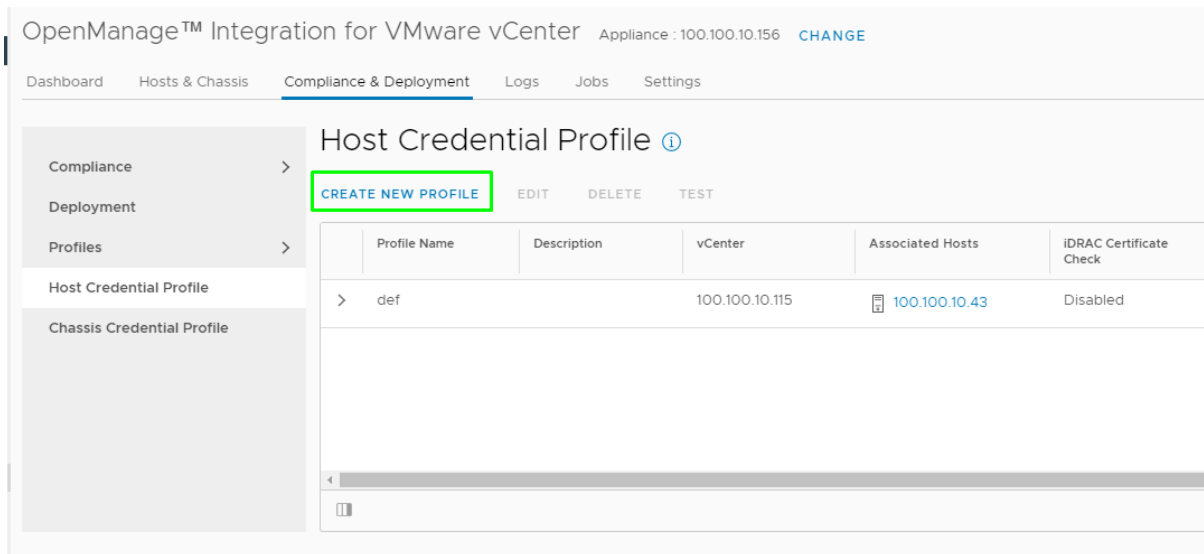 OpenManage™ Integration for VMware vCenter Appliance : 100.100.10.156 CHANGE
Dashboard Hosts & Chassis Compliance & Deployment Logs Jobs Settings
Host Credential Profile
Compliance
Deployment
Profiles
Host Credential Profile
Chassis Credential Profile
CREATE NEW PROFILE EDIT DELETE TEST
Profile Name Description vCenter Associated Hosts iDRAC Certificate
Check
def 100.100.10.115 100.100.10.43 Disabled